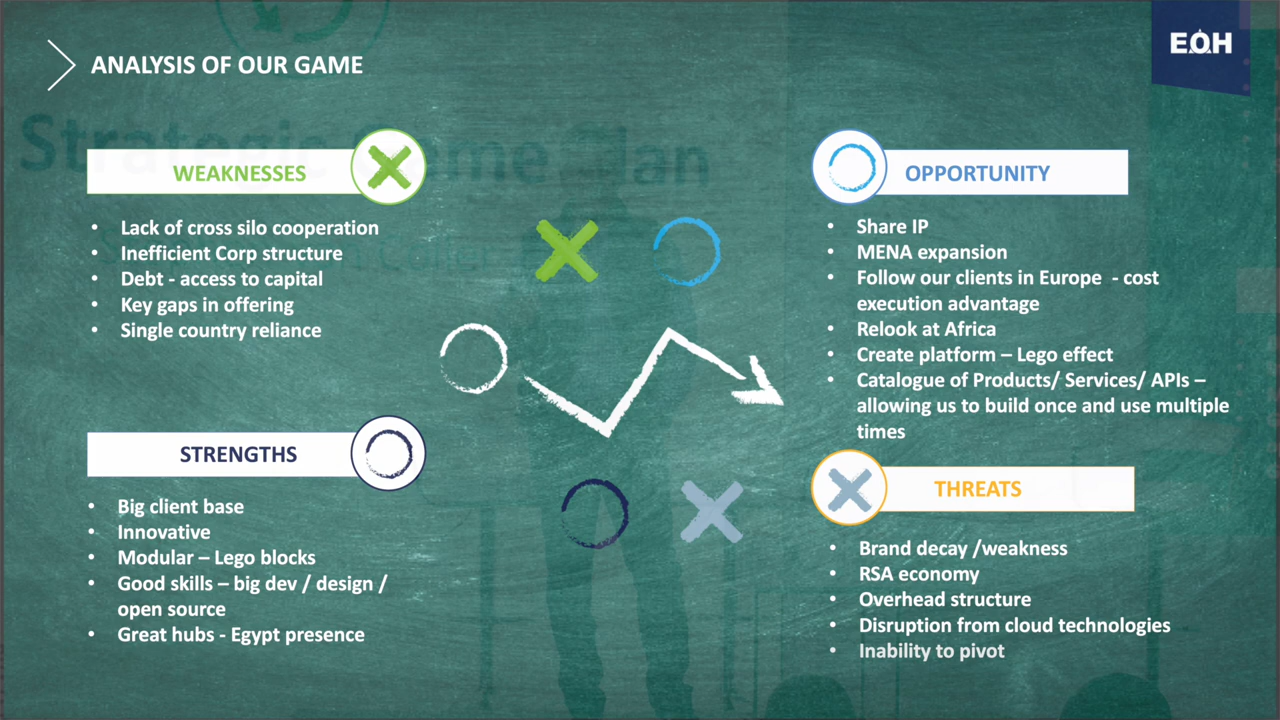 ANALYSIS OF OUR GAME
EOH
Strategic Game Plan
WEAKNESSES
• Lack of cross silo cooperation
• Inefficient Corp structure
• Debt - access to capital
• Key gaps in offering
• Single country reliance
STRENGTHS
• Big client base
• Innovative
• Modular – Lego blocks
• Good skills – big dev / design /
open source
• Great hubs - Egypt presence
OPPORTUNITY
• Share IP
• MENA expansion
• Follow our clients in Europe - cost
execution advantage
• Relook at Africa
• Create platform – Lego effect
• Catalogue of Products/ Services/ APIs –
allowing us to build once and use multiple
times
THREATS
• Brand decay /weakness
• RSA economy
• Overhead structure
• Disruption from cloud technologies
• Inability to pivot